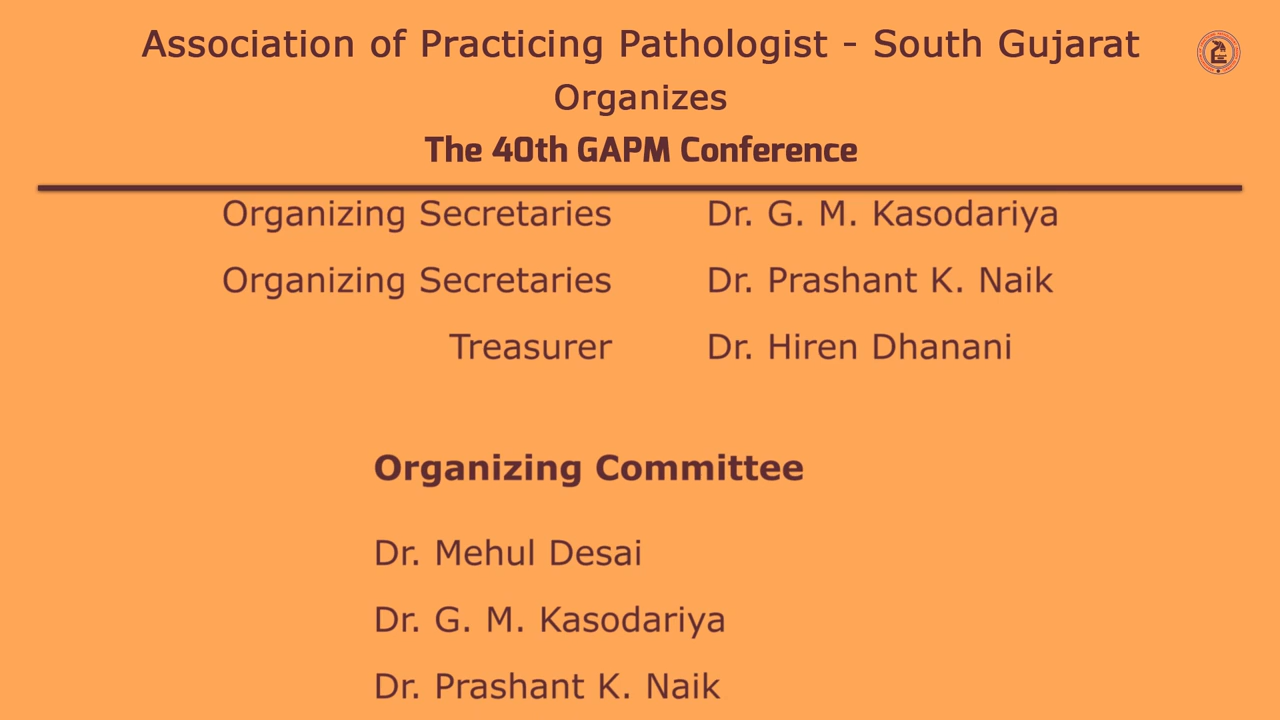 Association of Practicing Pathologist - South Gujarat
Organizes
The 40th GAPM Conference
Organizing Secretaries Dr. G. M. Kasodariya
Organizing Secretaries Dr. Prashant K. Naik
Treasurer Dr. Hiren Dhanani
Organizing Committee
Dr. Mehul Desai
Dr. G. M. Kasodariya
Dr. Prashant K. Naik